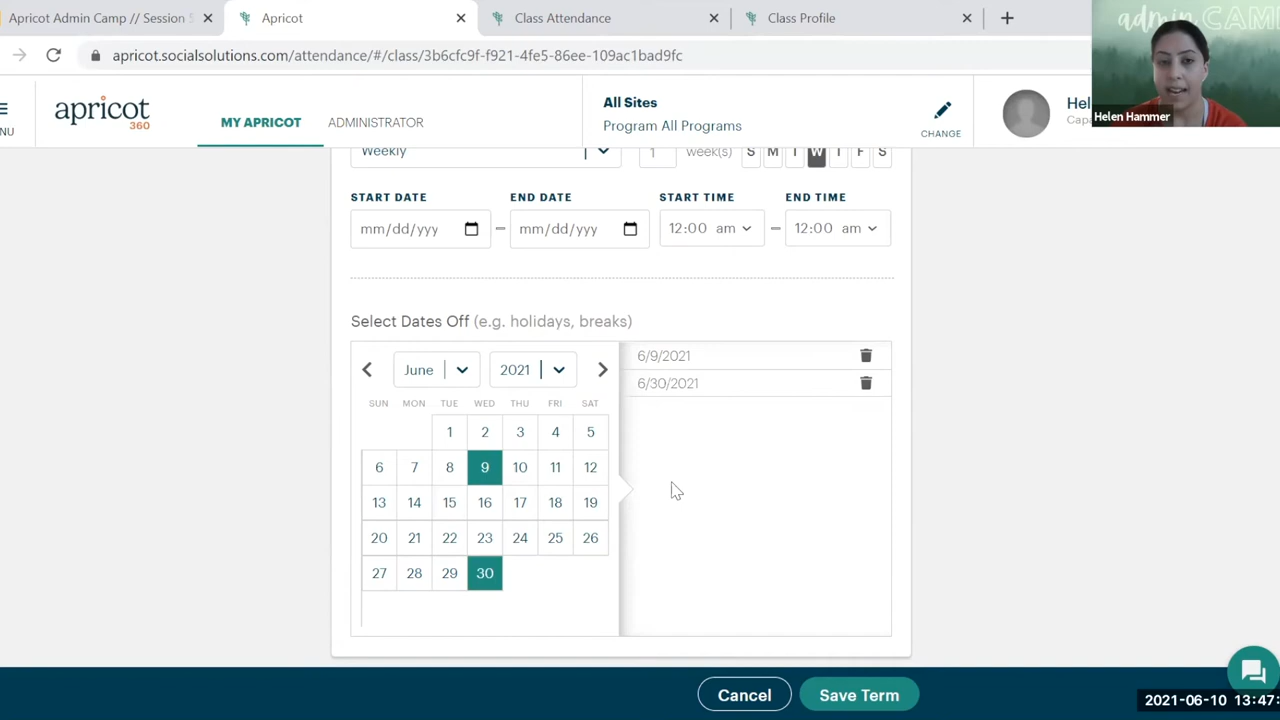 Apricot Admin Camp // Session
Apricot
Class Attendance
Class Profile
apricot.socialsolutions.com/attendance/#/class/3b6cfc9f-f921-4fe5-86ee-109ac1bad9fc
admin CAM
Helen Hammer
NU
apricot
360
MY APRICOT
ADMINISTRATOR
All Sites
Program All Programs
CHANGE
Hel
Capa
Weekly
1
week(s)
S M T W T F S
START DATE
END DATE
START TIME
END TIME
mm/dd/yyy – mm/dd/yyy
12:00 am – 12:00 am
Select Dates Off (e.g. holidays, breaks)
June
2021
SUN MON TUE WED THU FRI SAT
1 2 3 4 5
6 7 8 9 10 11 12
13 14 15 16 17 18 19
20 21 22 23 24 25 26
27 28 29 30
6/9/2021
6/30/2021
Cancel
Save Term
2021-06-10 13:47: